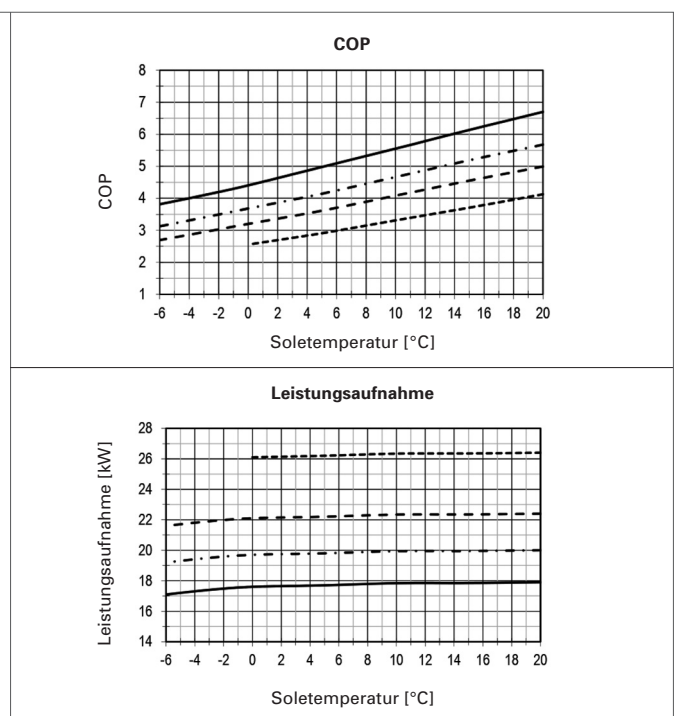 COP
8
7
6
5
4
3
2
1
COP
-6 -4 -2 0 2 4 6 8 10 12 14 16 18 20
Soletemperatur [°C]
Leistungsaufnahme
28
26
24
22
20
18
16
14
Leistungsaufnahme [kW]
-6 -4 -2 0 2 4 6 8 10 12 14 16 18 20
Soletemperatur [°C]